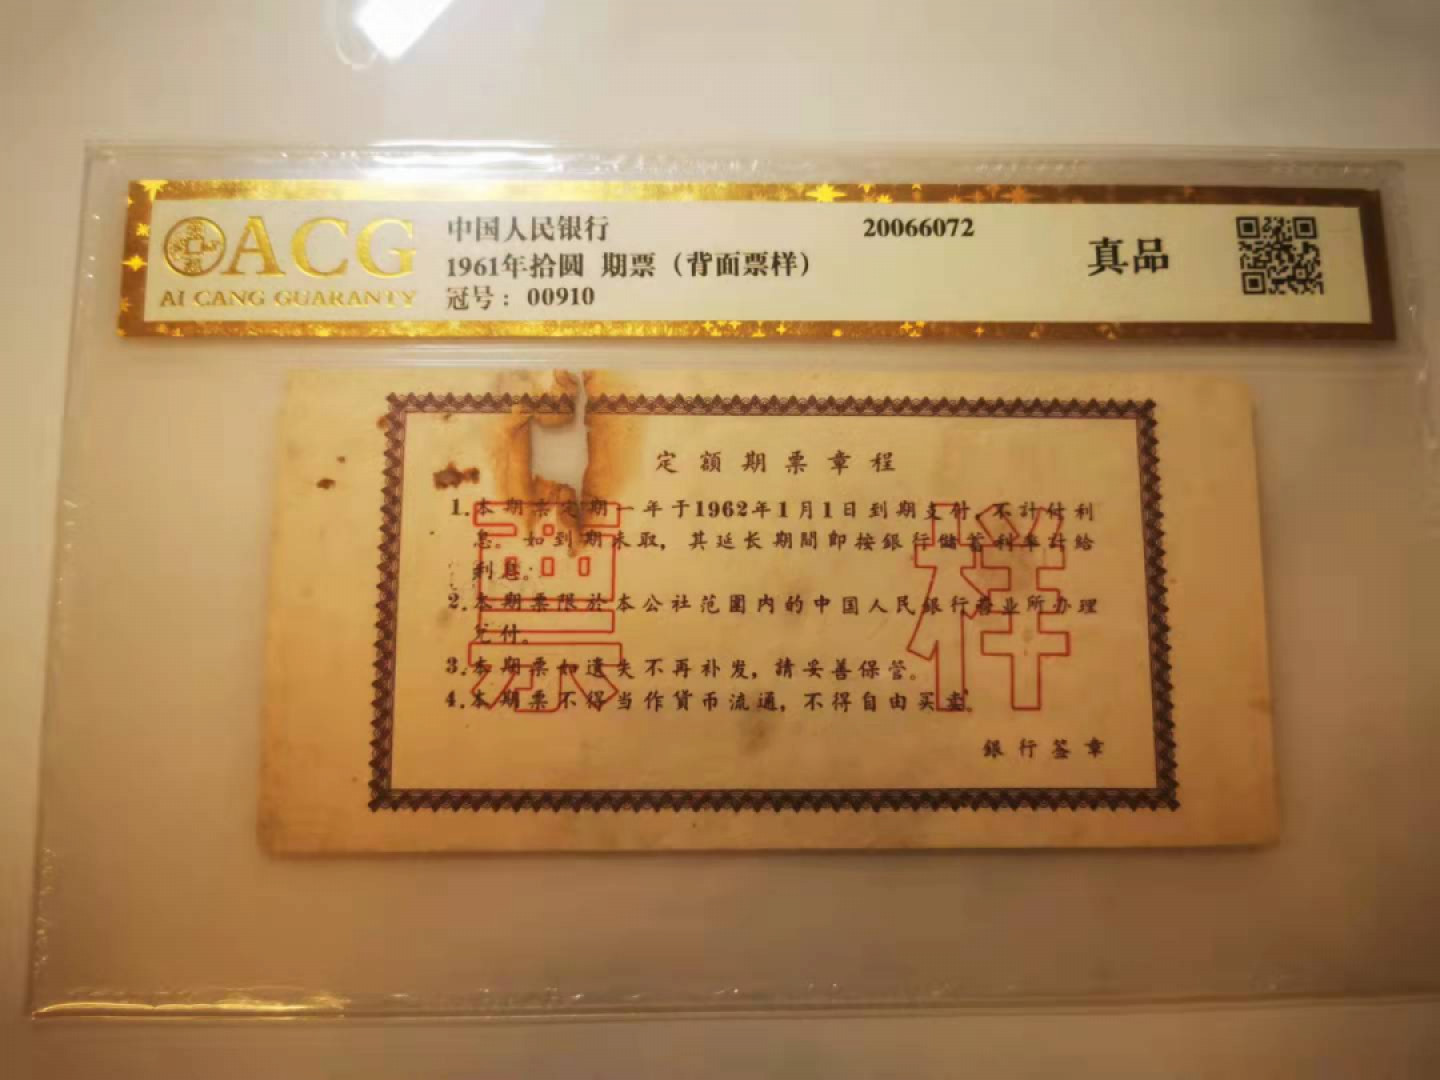 ACG
AI CANG GUARANTY
中国人民银行
1961年拾圆 期票（背面票样）
冠号：00910
20066072
真品
定額期票章程
1.本期票定期一年于1962年1月1日到期支付，不計付利
息。如到期未取，其延长期間即按銀行儲蓄利率計給
利息。
2.本期票限於本公社范圍内的中国人民銀行营业所办理
兑付。
3.本期票如遺失不再补发，請妥善保管。
4.本期票不得当作貨币流通，不得自由买卖。
銀行签章
票样